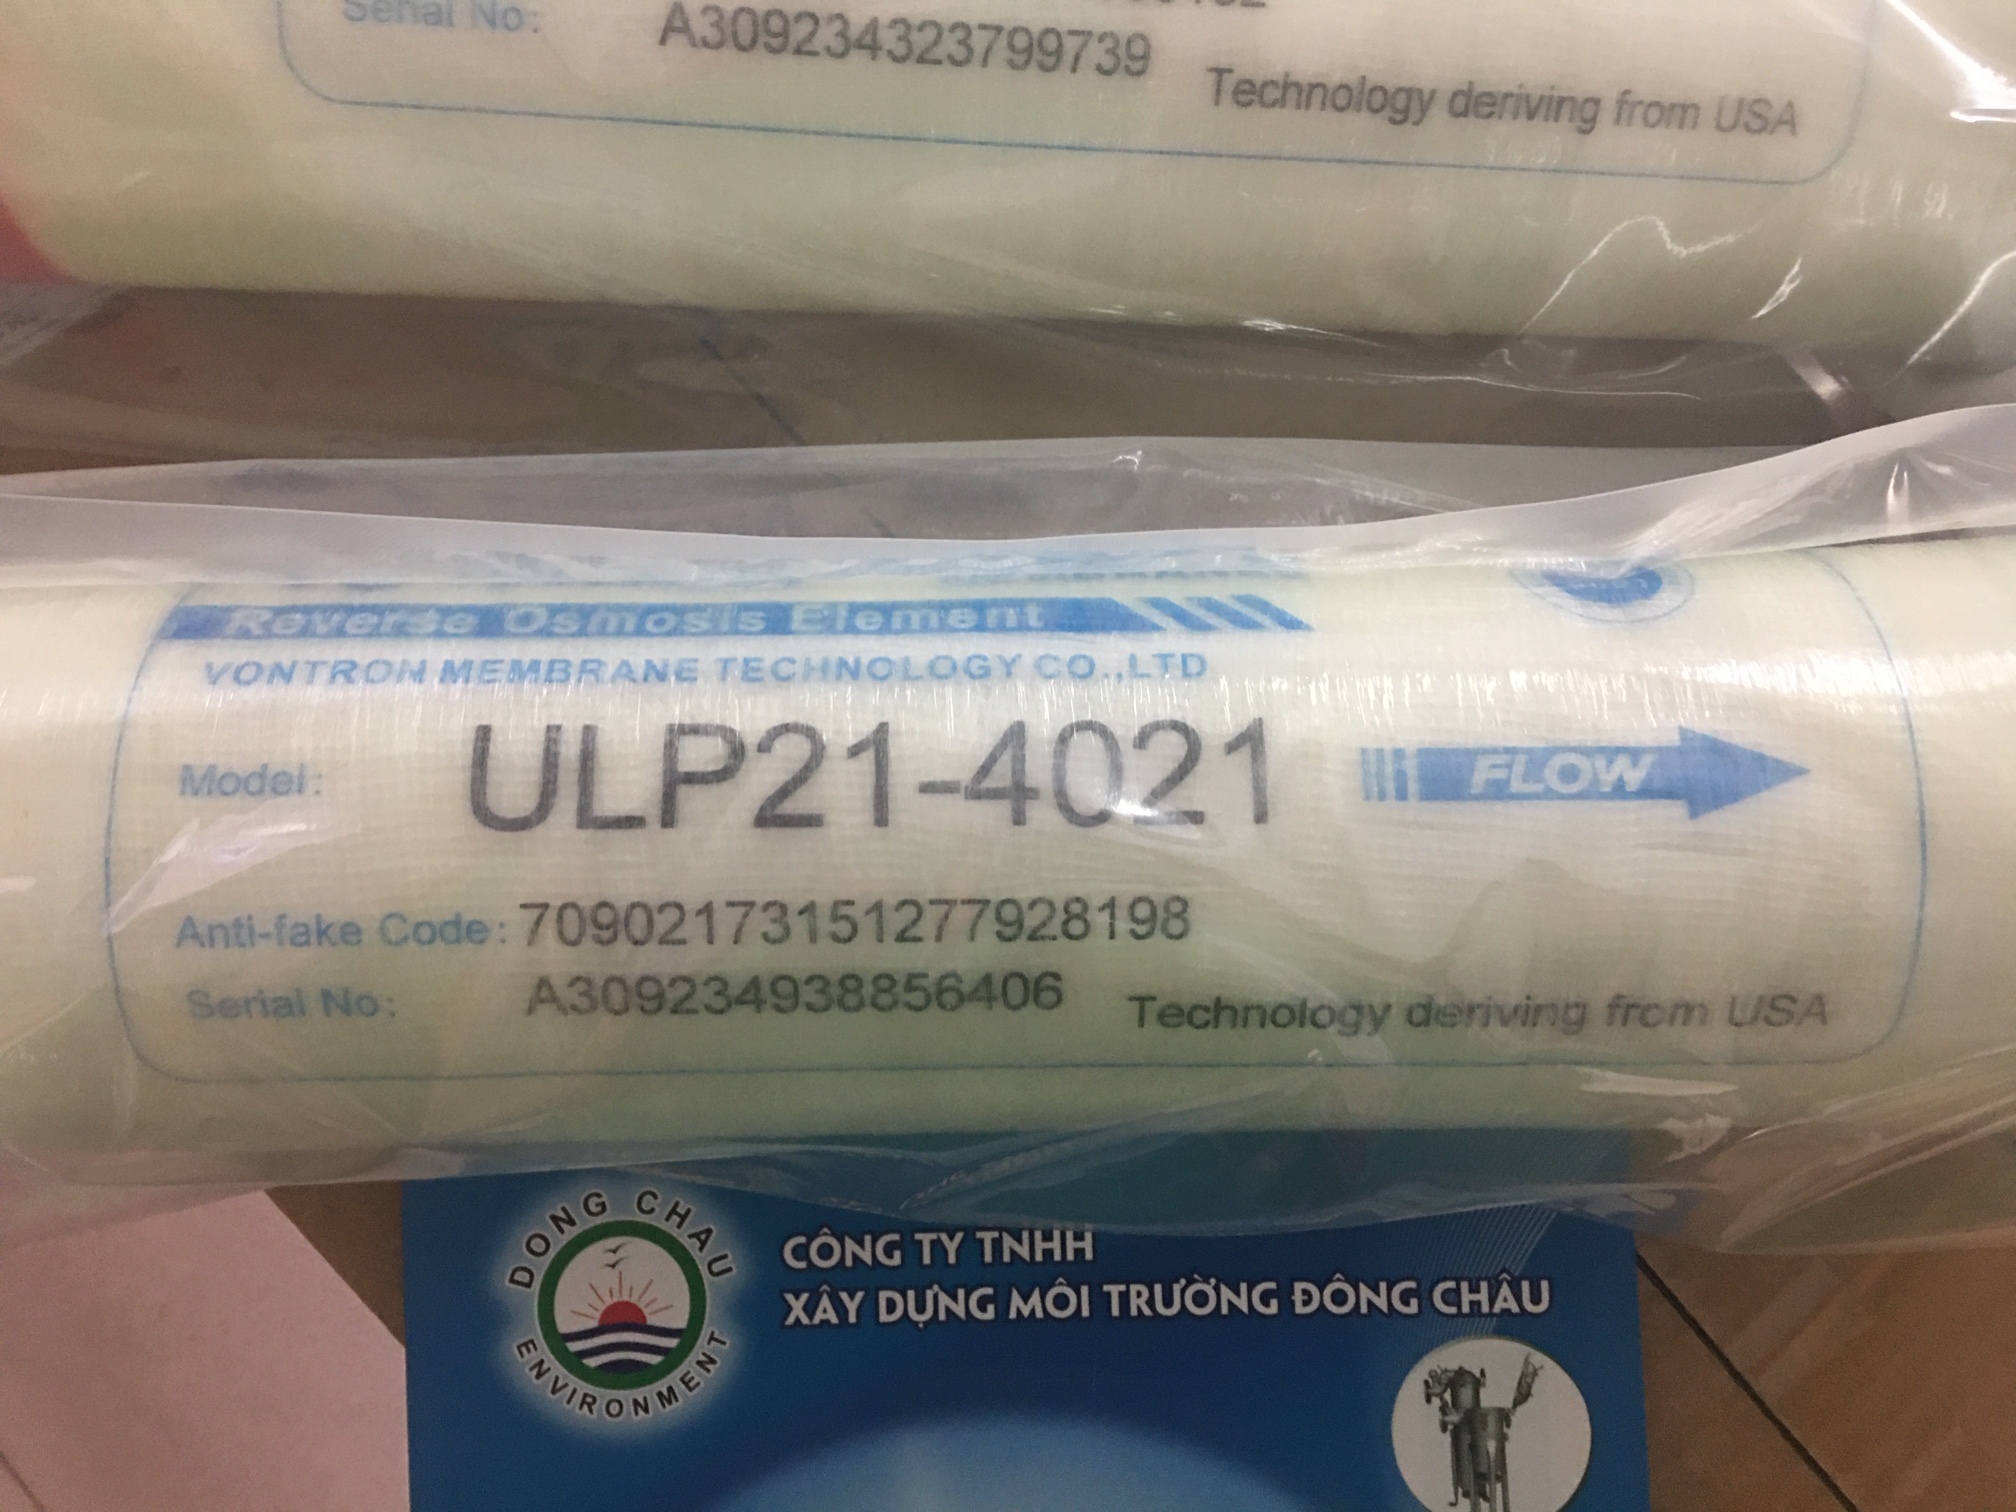 Serial No:
A309234323799739
Technology deriving from USA
Reverse Osmosis Element
VONTRON MEMBRANE TECHNOLOGY CO.,LTD
Model: ULP21-4021
FLOW
Anti-fake Code: 70902173151277928198
Serial No: A309234938856406
Technology deriving from USA
DONG CHAU
ENVIRONMENT
CÔNG TY TNHH
XÂY DỰNG MÔI TRƯỜNG ĐÔNG CHÂU